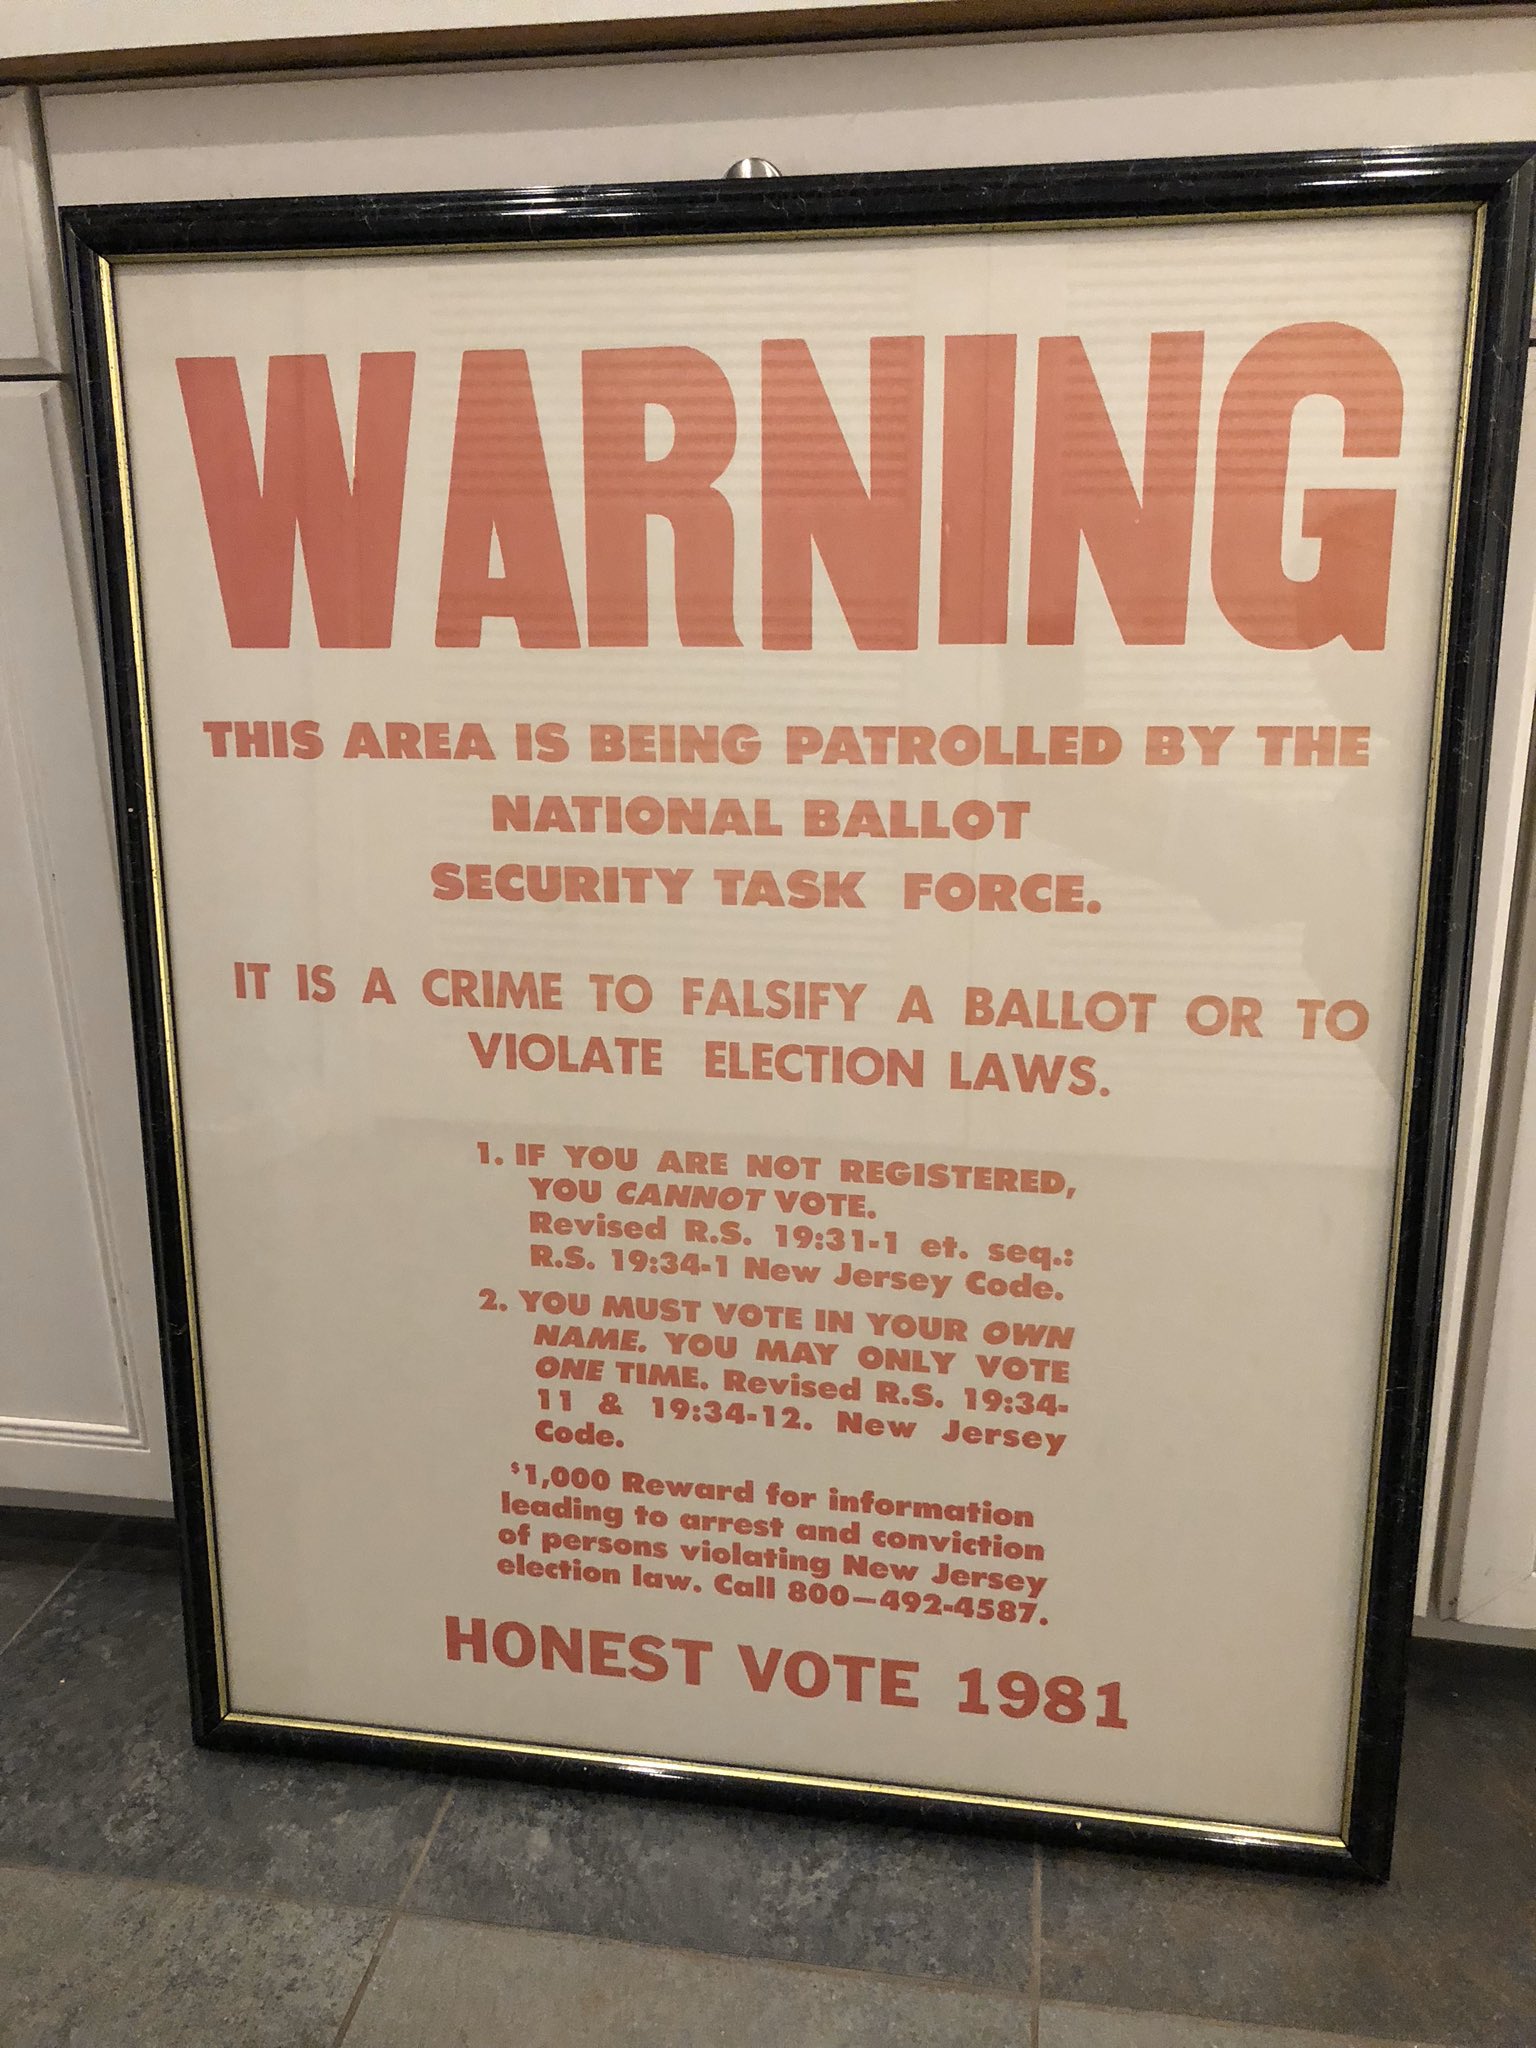 WARNING
THIS AREA IS BEING PATROLLED BY THE
NATIONAL BALLOT
SECURITY TASK FORCE.
IT IS A CRIME TO FALSIFY A BALLOT OR TO
VIOLATE ELECTION LAWS.
1. IF YOU ARE NOT REGISTERED,
YOU CANNOT VOTE.
Revised R.S. 19:31-1 et. seq.:
R.S. 19:34-1 New Jersey Code.
2. YOU MUST VOTE IN YOUR OWN
NAME. YOU MAY ONLY VOTE
ONE TIME. Revised R.S. 19:34-
11 & 19:34-12. New Jersey
Code.
$1,000 Reward for information
leading to arrest and conviction
of persons violating New Jersey
election law. Call 800—492-4587.
HONEST VOTE 1981